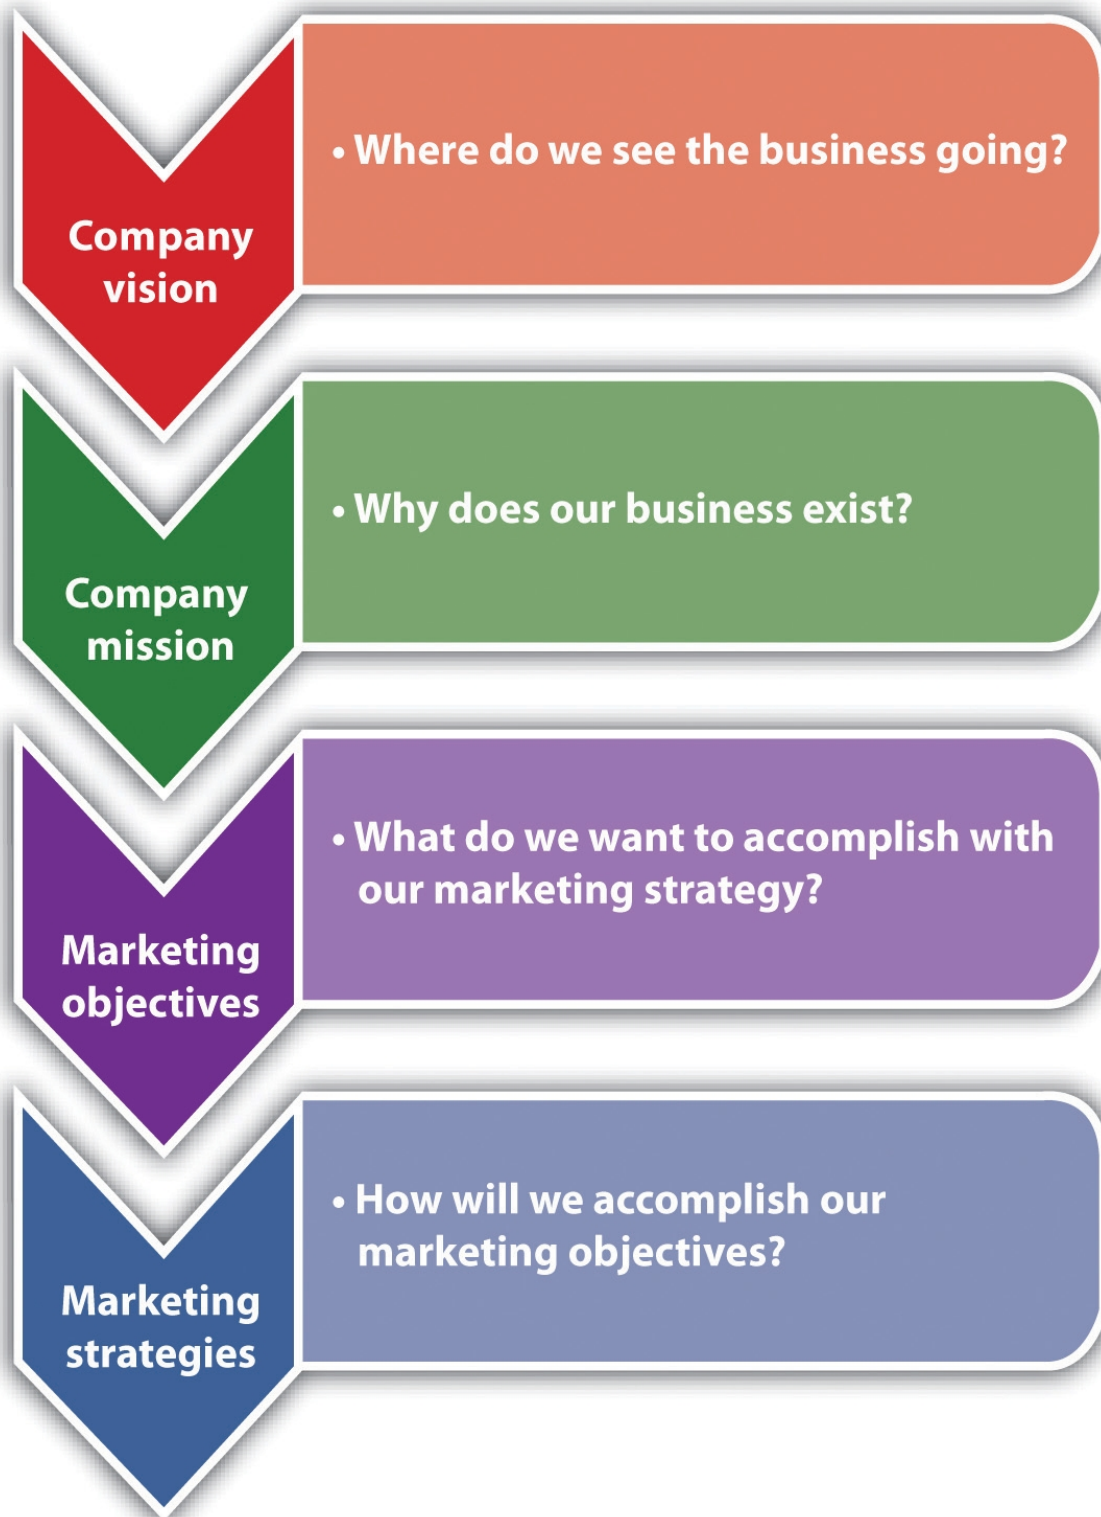 Company
vision
• Where do we see the business going?
Company
mission
• Why does our business exist?
Marketing
objectives
• What do we want to accomplish with
our marketing strategy?
Marketing
strategies
• How will we accomplish our
marketing objectives?